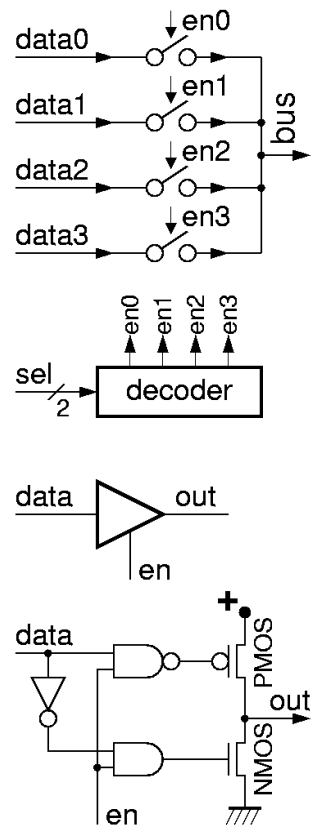 en0
data0
en1
data1
bus
en2
data2
en3
data3
en0 en1 en2 en3
sel
2
decoder
data out
en
+
data
PMOS
out
NMOS
en